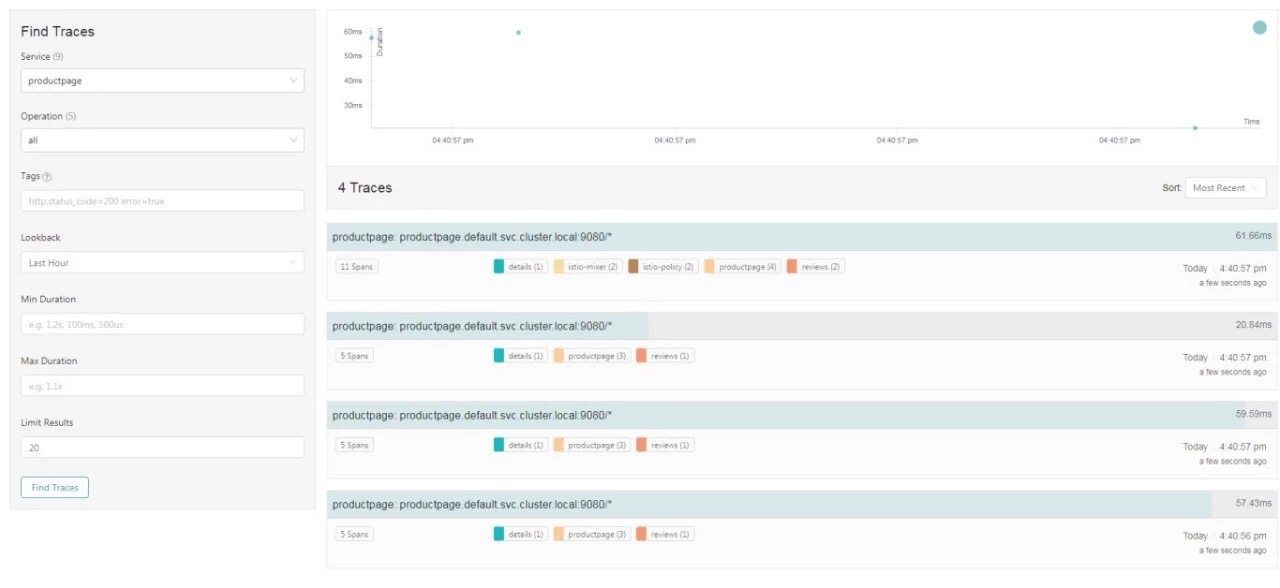 Find Traces
Service (9)
productpage
Operation (5)
all
Tags ?
http.status_code=200 error=true
Lookback
Last Hour
Min Duration
e.g. 1.2s, 100ms, 500us
Max Duration
e.g. 1.1s
Limit Results
20
Find Traces
60ms
50ms
40ms
30ms
Duration
Time
04:40:57 pm 04:40:57 pm 04:40:57 pm 04:40:57 pm
4 Traces
Sort: Most Recent
productpage: productpage.default.svc.cluster.local:9080/* 61.66ms
11 Spans details (1) istio-mixer (2) istio-policy (2) productpage (4) reviews (2) Today 4:40:57 pm
a few seconds ago
productpage: productpage.default.svc.cluster.local:9080/* 20.84ms
5 Spans details (1) productpage (3) reviews (1) Today 4:40:57 pm
a few seconds ago
productpage: productpage.default.svc.cluster.local:9080/* 59.59ms
5 Spans details (1) productpage (3) reviews (1) Today 4:40:57 pm
a few seconds ago
productpage: productpage.default.svc.cluster.local:9080/* 57.43ms
5 Spans details (1) productpage (3) reviews (1) Today 4:40:56 pm
a few seconds ago